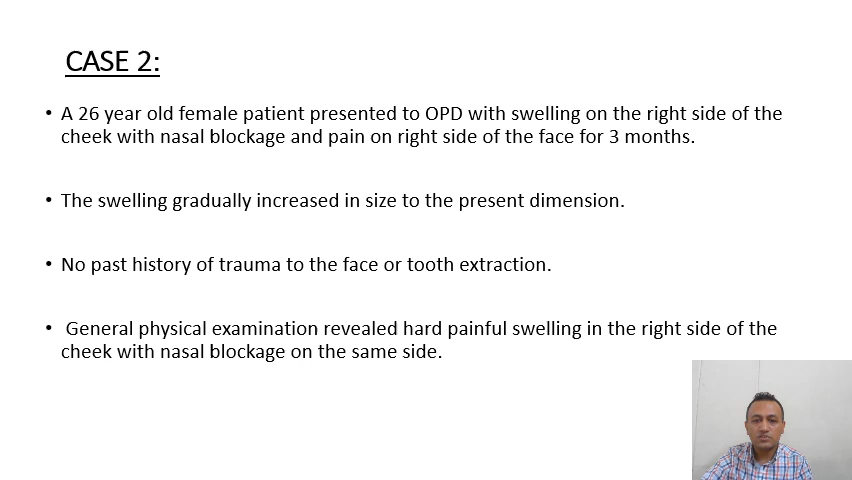 CASE 2:
• A 26 year old female patient presented to OPD with swelling on the right side of the
cheek with nasal blockage and pain on right side of the face for 3 months.
• The swelling gradually increased in size to the present dimension.
• No past history of trauma to the face or tooth extraction.
• General physical examination revealed hard painful swelling in the right side of the
cheek with nasal blockage on the same side.